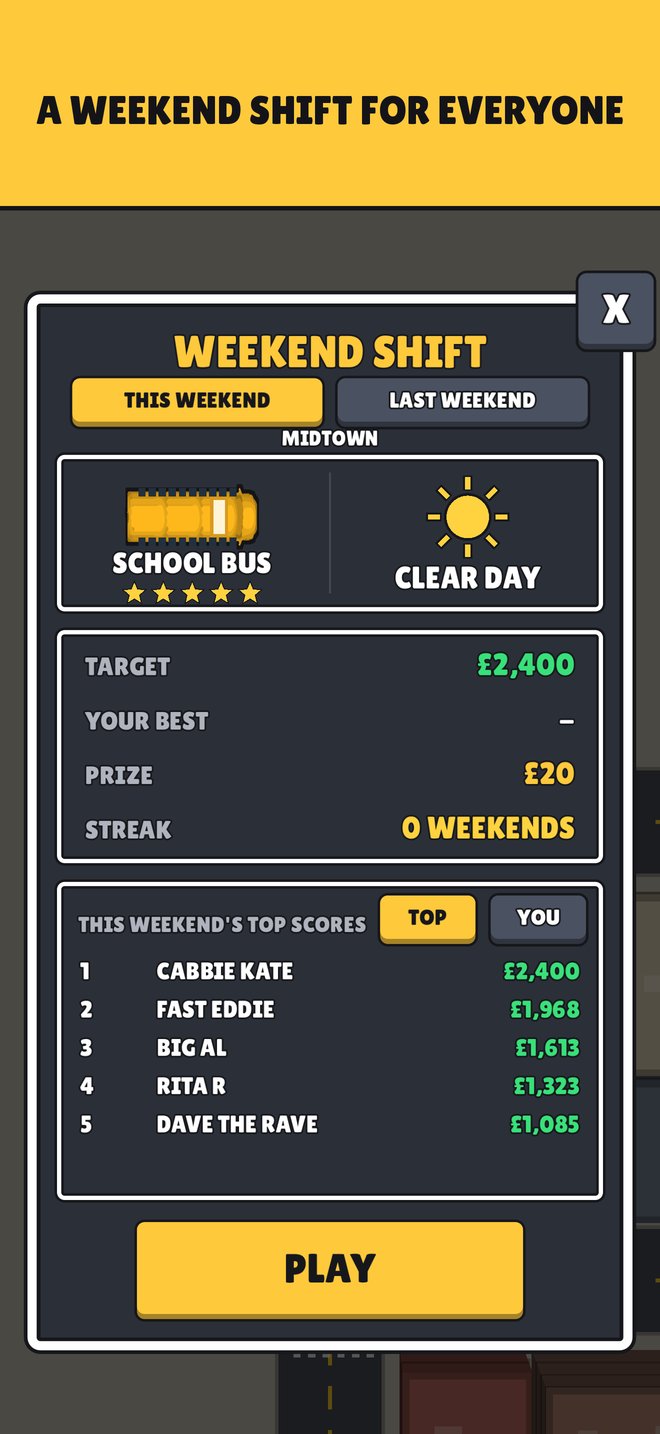 A WEEKEND SHIFT FOR EVERYONE
X
WEEKEND SHIFT
THIS WEEKEND LAST WEEKEND
MIDTOWN
SCHOOL BUS CLEAR DAY
TARGET £2,400
YOUR BEST –
PRIZE £20
STREAK 0 WEEKENDS
THIS WEEKEND'S TOP SCORES TOP YOU
1 CABBIE KATE £2,400
2 FAST EDDIE £1,968
3 BIG AL £1,613
4 RITA R £1,323
5 DAVE THE RAVE £1,085
PLAY